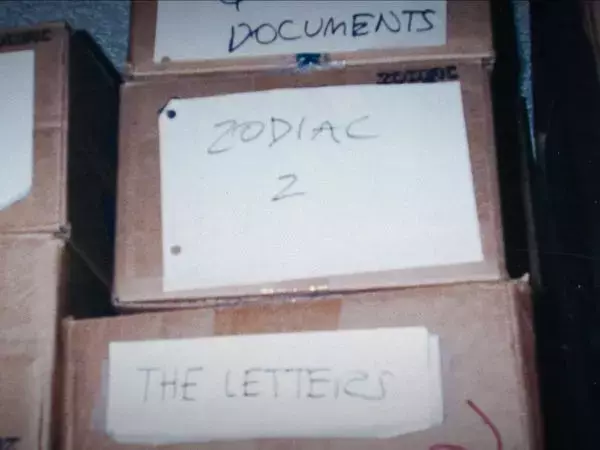 DOCUMENTS
ZODIAC
ZODIAC
2
THE LETTERS